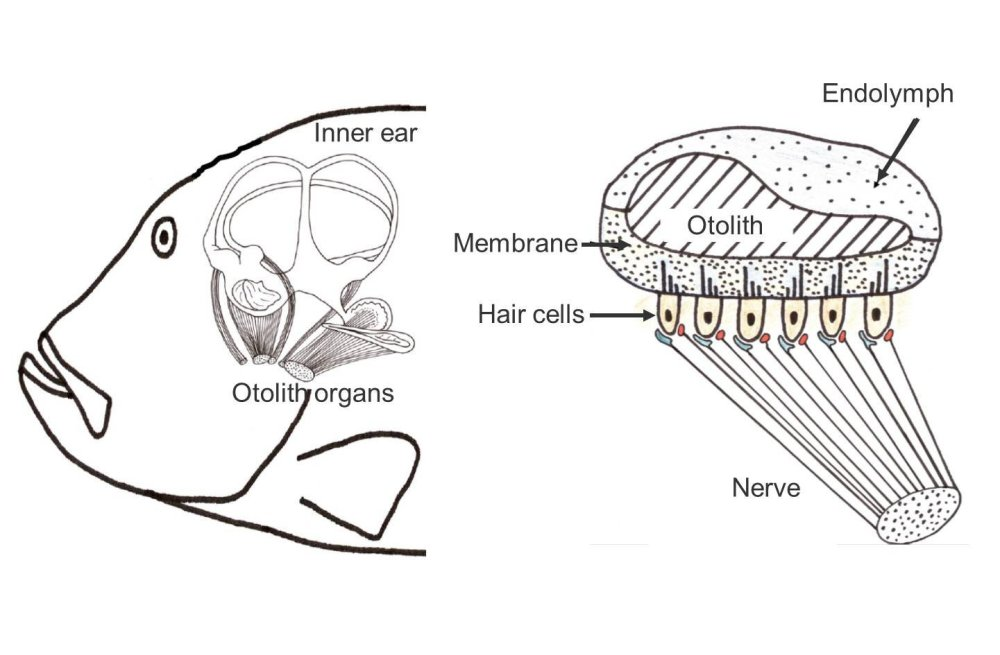 Inner ear
Otolith organs
Endolymph
Otolith
Membrane
Hair cells
Nerve